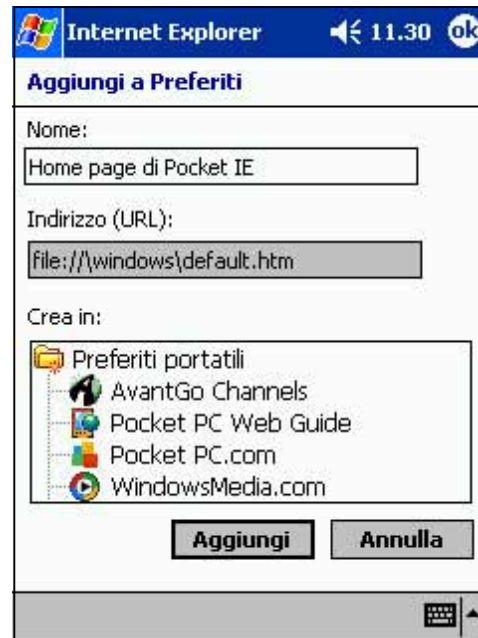 Internet Explorer 11.30 ok
Aggiungi a Preferiti
Nome:
Home page di Pocket IE
Indirizzo (URL):
file://\windows\default.htm
Crea in:
Preferiti portatili
AvantGo Channels
Pocket PC Web Guide
Pocket PC.com
WindowsMedia.com
Aggiungi Annulla